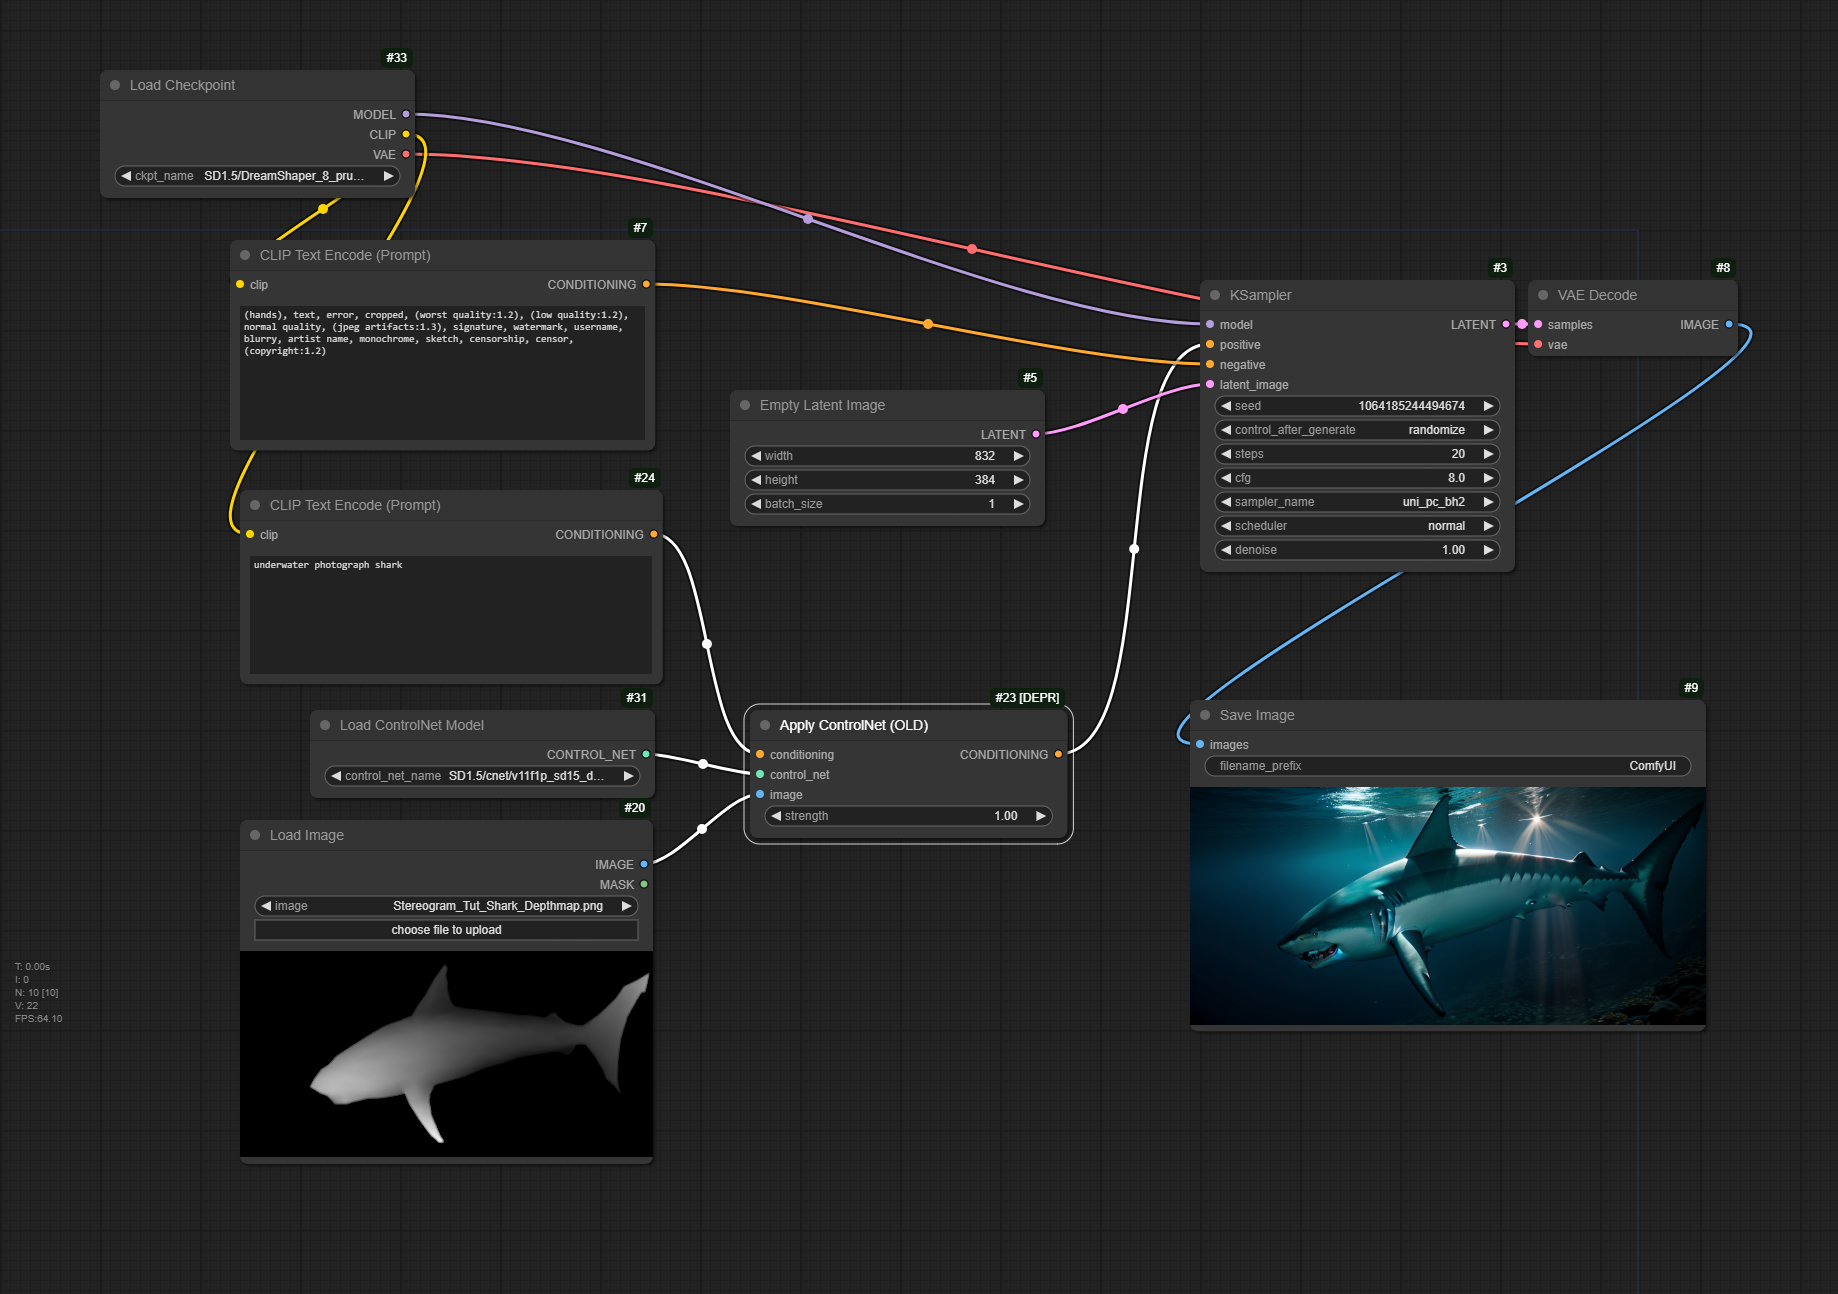 #33
Load Checkpoint
MODEL
CLIP
VAE
ckpt_name SD1.5/DreamShaper_8_pru...
#7
CLIP Text Encode (Prompt)
clip CONDITIONING
(hands), text, error, cropped, (worst quality:1.2), (low quality:1.2),
normal quality, (jpeg artifacts:1.3), signature, watermark, username,
blurry, artist name, monochrome, sketch, censorship, censor,
(copyright:1.2)
#24
CLIP Text Encode (Prompt)
clip CONDITIONING
underwater photograph shark
#31
Load ControlNet Model
CONTROL_NET
control_net_name SD1.5/cnet/v11f1p_sd15_d...
#20
Load Image
IMAGE
MASK
image Stereogram_Tut_Shark_Depthmap.png
choose file to upload
#5
Empty Latent Image
LATENT
width 832
height 384
batch_size 1
#23 [DEPR]
Apply ControlNet (OLD)
conditioning CONDITIONING
control_net
image
strength 1.00
#3
KSampler
model LATENT
positive
negative
latent_image
seed 1064185244494674
control_after_generate randomize
steps 20
cfg 8.0
sampler_name uni_pc_bh2
scheduler normal
denoise 1.00
#8
VAE Decode
samples IMAGE
vae
#9
Save Image
images
filename_prefix ComfyUI
T: 0.00s
I: 0
N: 10 [10]
V: 22
FPS:64.10